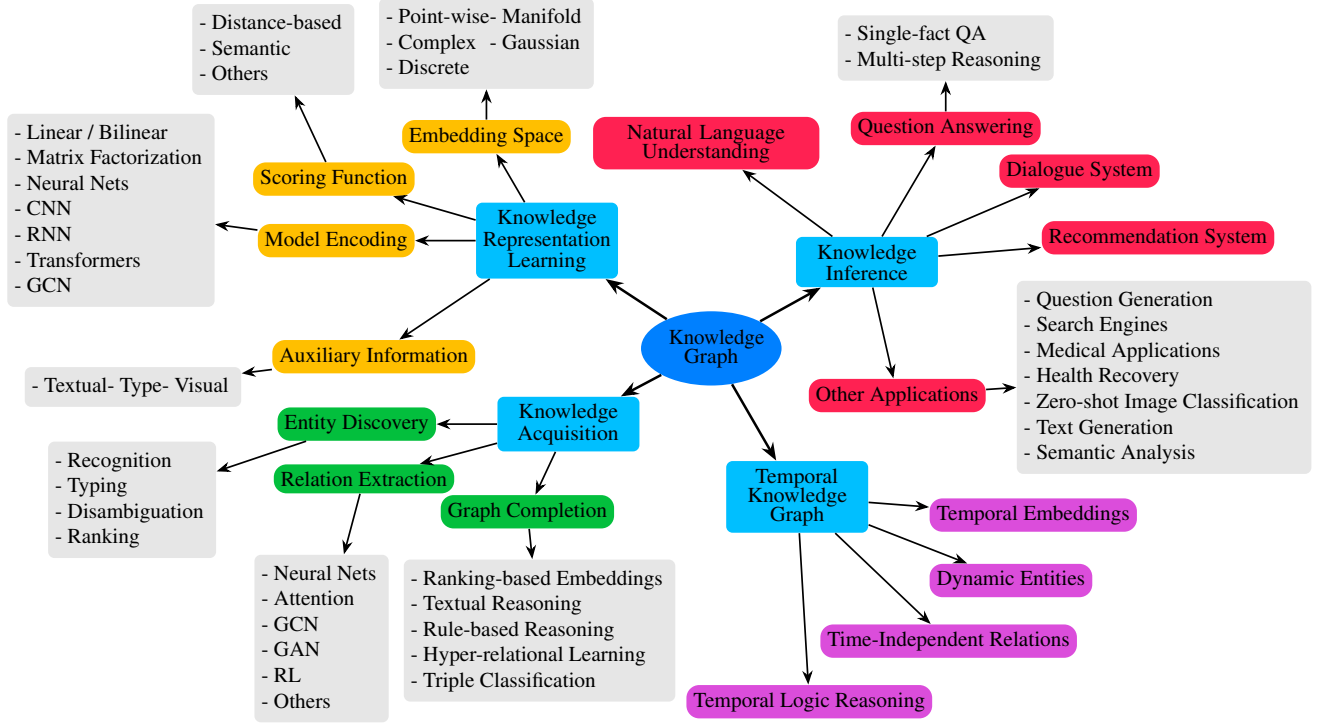 - Distance-based
- Semantic
- Others
- Point-wise- Manifold
- Complex - Gaussian
- Discrete
- Single-fact QA
- Multi-step Reasoning
- Linear / Bilinear
- Matrix Factorization
- Neural Nets
- CNN
- RNN
- Transformers
- GCN
Embedding Space
Scoring Function
Model Encoding
Knowledge
Representation
Learning
Auxiliary Information
- Textual- Type- Visual
Natural Language
Understanding
Question Answering
Dialogue System
Recommendation System
Knowledge
Inference
Other Applications
- Question Generation
- Search Engines
- Medical Applications
- Health Recovery
- Zero-shot Image Classification
- Text Generation
- Semantic Analysis
Knowledge
Graph
Knowledge
Acquisition
Entity Discovery
Relation Extraction
Graph Completion
- Recognition
- Typing
- Disambiguation
- Ranking
- Neural Nets
- Attention
- GCN
- GAN
- RL
- Others
- Ranking-based Embeddings
- Textual Reasoning
- Rule-based Reasoning
- Hyper-relational Learning
- Triple Classification
Temporal
Knowledge
Graph
Temporal Embeddings
Dynamic Entities
Time-Independent Relations
Temporal Logic Reasoning